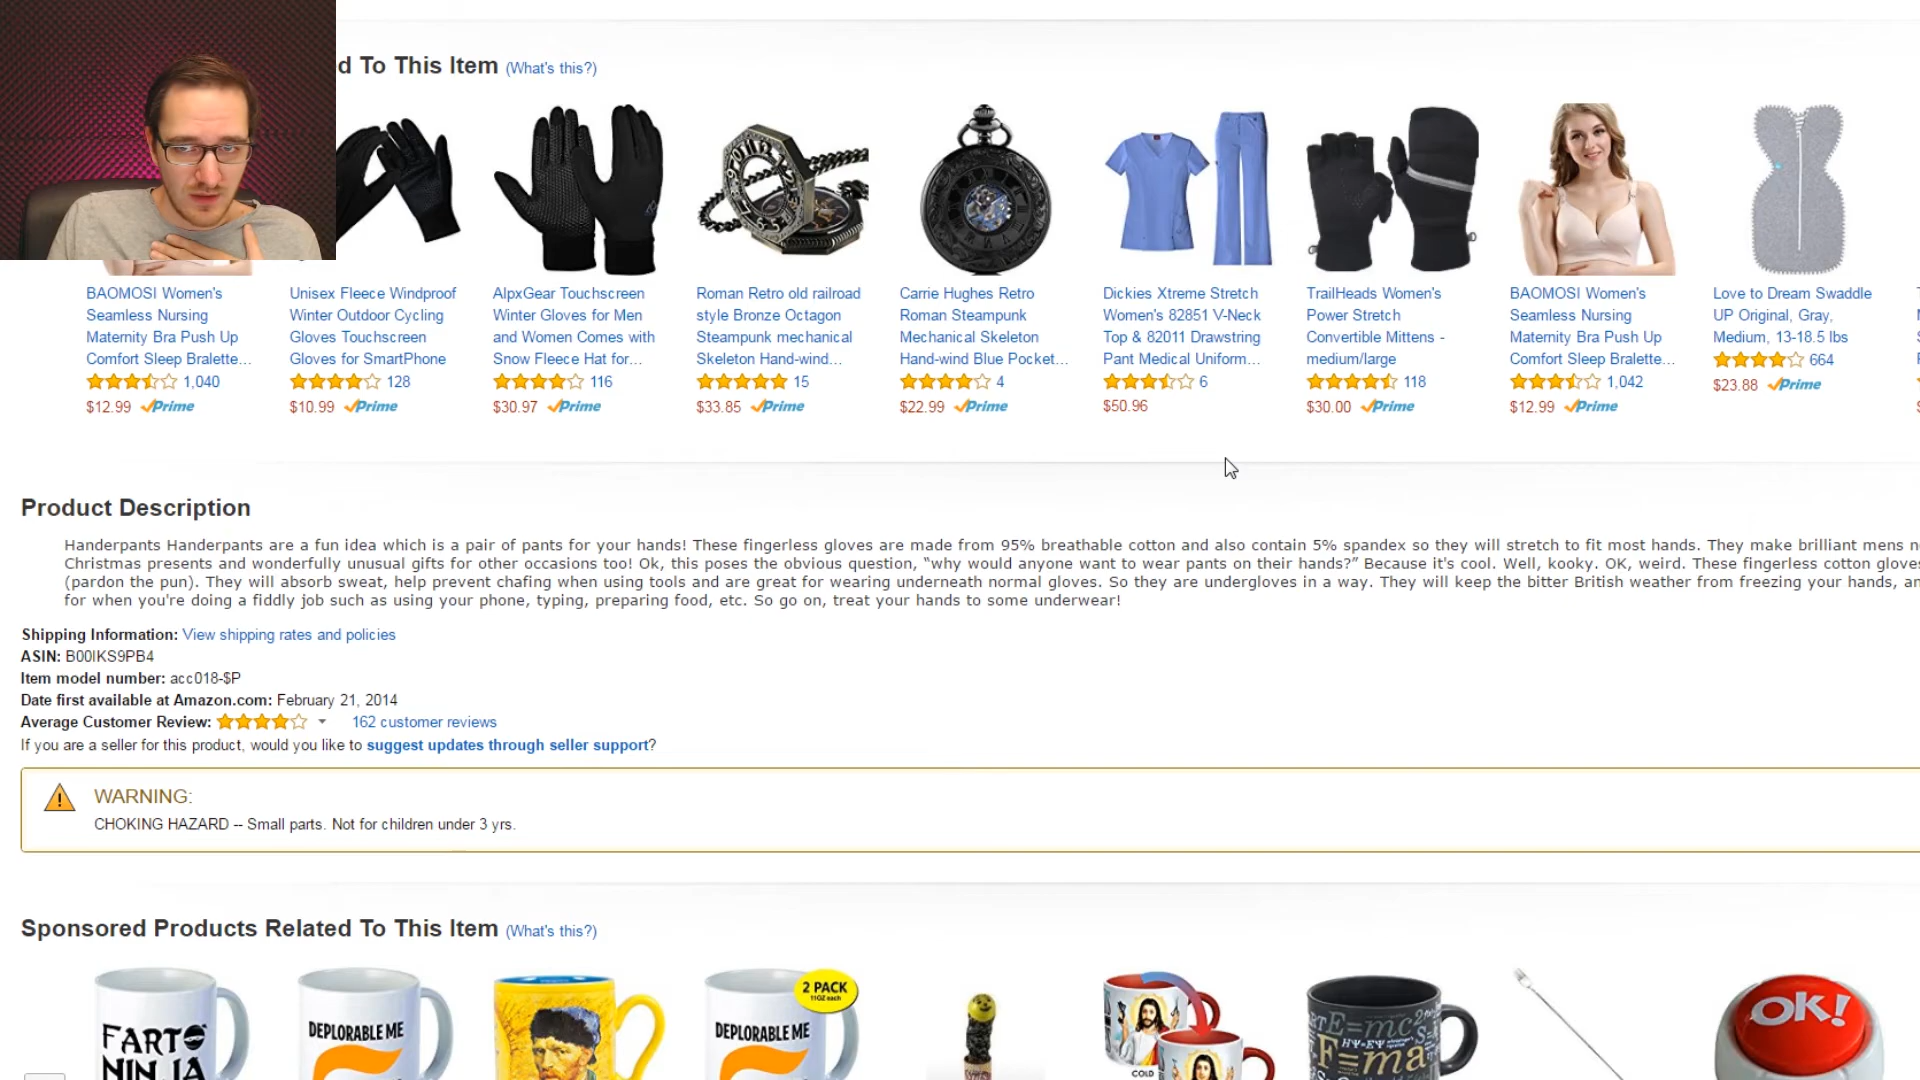 d To This Item (What's this?)
BAOMOSI Women's
Seamless Nursing
Maternity Bra Push Up
Comfort Sleep Bralette...
1,040
$12.99 Prime
Unisex Fleece Windproof
Winter Outdoor Cycling
Gloves Touchscreen
Gloves for SmartPhone
128
$10.99 Prime
AlpxGear Touchscreen
Winter Gloves for Men
and Women Comes with
Snow Fleece Hat for...
116
$30.97 Prime
Roman Retro old railroad
style Bronze Octagon
Steampunk mechanical
Skeleton Hand-wind...
15
$33.85 Prime
Carrie Hughes Retro
Roman Steampunk
Mechanical Skeleton
Hand-wind Blue Pocket...
4
$22.99 Prime
Dickies Xtreme Stretch
Women's 82851 V-Neck
Top & 82011 Drawstring
Pant Medical Uniform...
6
$50.96
TrailHeads Women's
Power Stretch
Convertible Mittens -
medium/large
118
$30.00 Prime
BAOMOSI Women's
Seamless Nursing
Maternity Bra Push Up
Comfort Sleep Bralette...
1,042
$12.99 Prime
Love to Dream Swaddle
UP Original, Gray,
Medium, 13-18.5 lbs
664
$23.88 Prime
Product Description
Handerpants Handerpants are a fun idea which is a pair of pants for your hands! These fingerless gloves are made from 95% breathable cotton and also contain 5% spandex so they will stretch to fit most hands. They make brilliant mens n
Christmas presents and wonderfully unusual gifts for other occasions too! Ok, this poses the obvious question, “why would anyone want to wear pants on their hands?” Because it's cool. Well, kooky. OK, weird. These fingerless cotton glove
(pardon the pun). They will absorb sweat, help prevent chafing when using tools and are great for wearing underneath normal gloves. So they are undergloves in a way. They will keep the bitter British weather from freezing your hands, an
for when you're doing a fiddly job such as using your phone, typing, preparing food, etc. So go on, treat your hands to some underwear!
Shipping Information: View shipping rates and policies
ASIN: B00IKS9PB4
Item model number: acc018-$P
Date first available at Amazon.com: February 21, 2014
Average Customer Review: 162 customer reviews
If you are a seller for this product, would you like to suggest updates through seller support?
WARNING:
CHOKING HAZARD -- Small parts. Not for children under 3 yrs.
Sponsored Products Related To This Item (What's this?)
FART
NINJA
DEPLORABLE ME
DEPLORABLE ME
2 PACK
11OZ each
COLD
E=mc²
F=ma
OK!